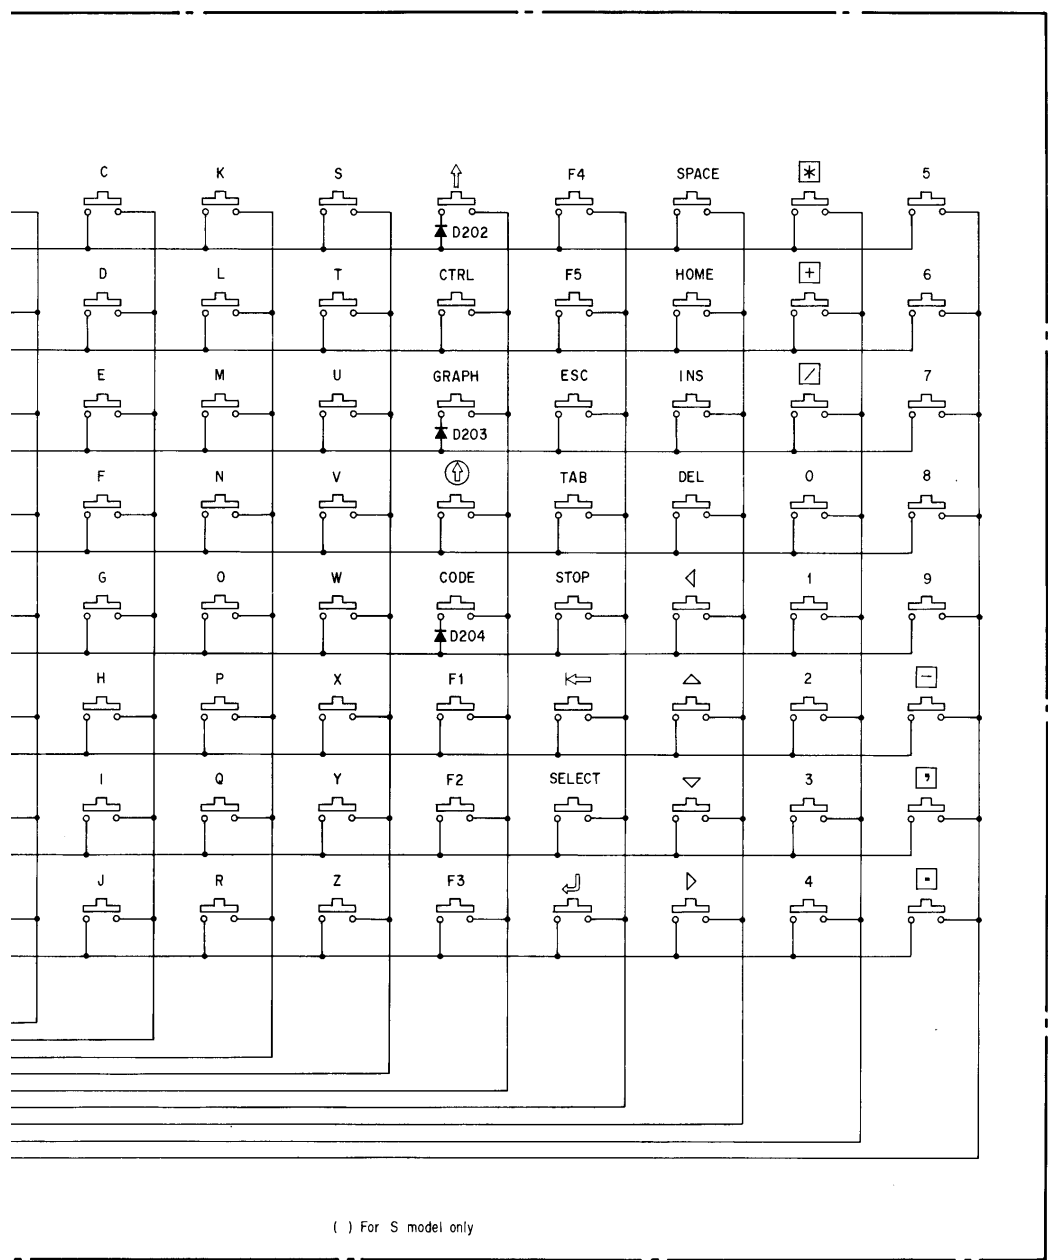 C K S ⇧ F4 SPACE * 5
D202
D L T CTRL F5 HOME + 6
E M U GRAPH ESC INS / 7
D203
F N V ⇧ TAB DEL 0 8
G O W CODE STOP ◁ 1 9
D204
H P X F1 △ 2 −
I Q Y F2 SELECT ▽ 3 ,
J R Z F3 ▷ 4 .
( ) For S model only